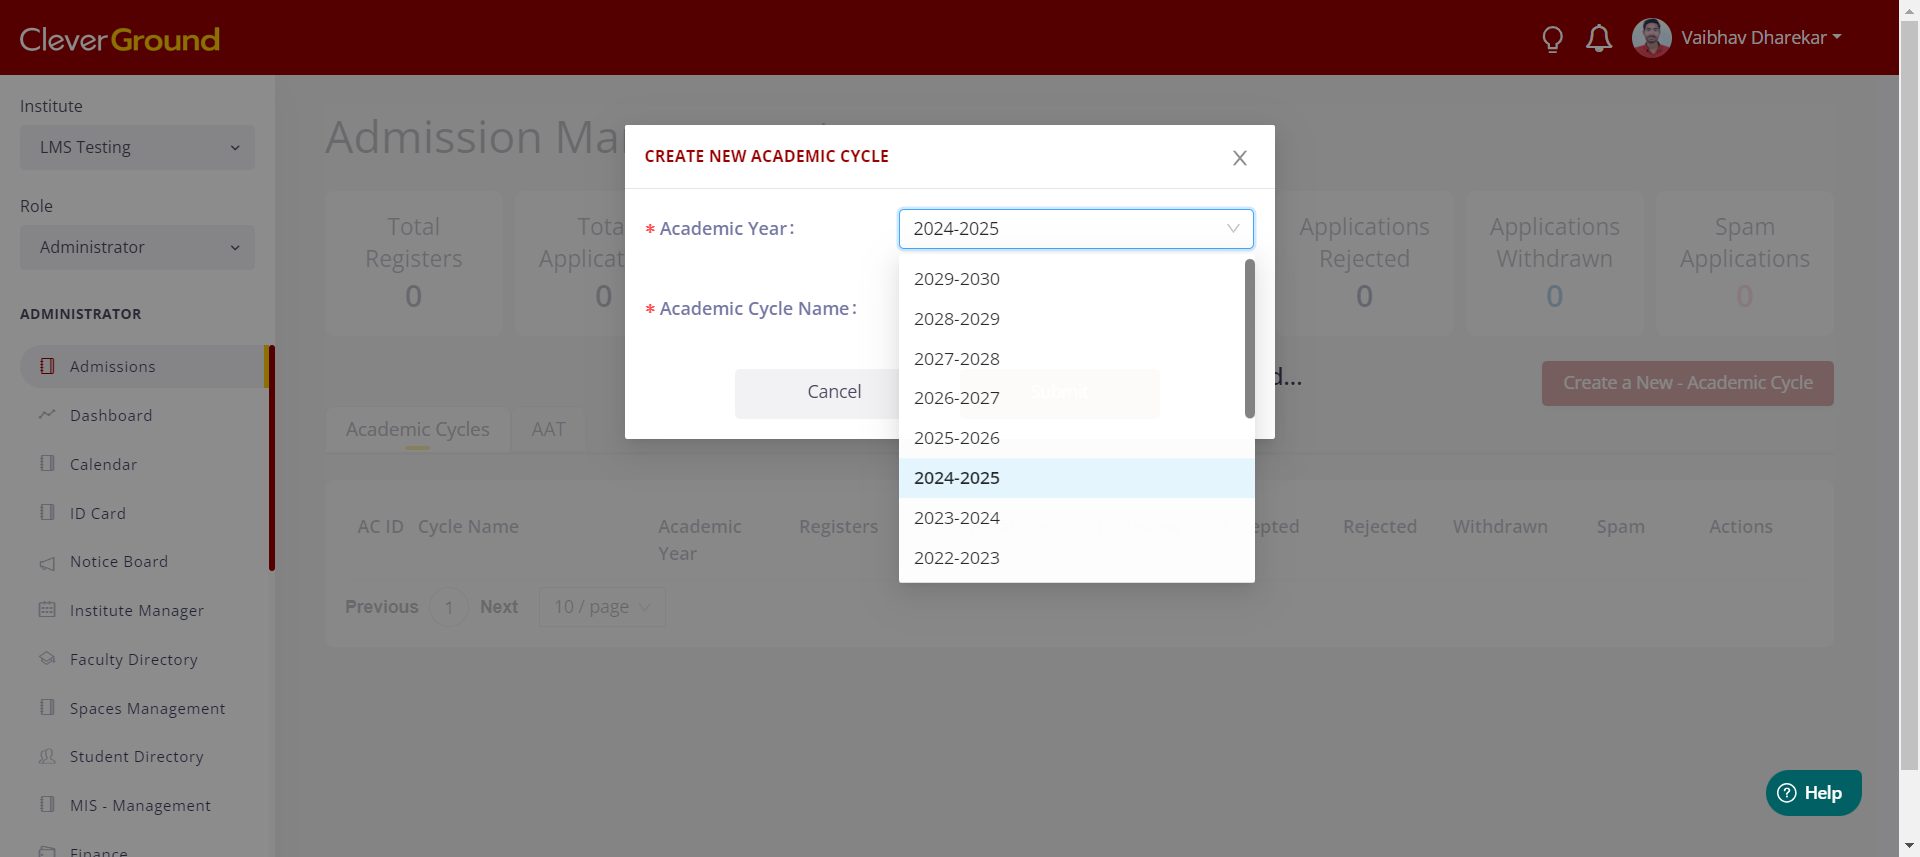 CleverGround
Vaibhav Dharekar
Institute
LMS Testing
Role
Administrator
ADMINISTRATOR
Admissions
Dashboard
Calendar
ID Card
Notice Board
Institute Manager
Faculty Directory
Spaces Management
Student Directory
MIS - Management
Finance
Admission Ma
Total
Registers
0
Tota
Applicat
0
Applications
Rejected
0
Applications
Withdrawn
0
Spam
Applications
0
d...
Create a New - Academic Cycle
Academic Cycles
AAT
AC ID Cycle Name Academic Year Registers epted Rejected Withdrawn Spam Actions
Previous 1 Next 10 / page
CREATE NEW ACADEMIC CYCLE
* Academic Year:
2024-2025
* Academic Cycle Name:
Cancel
Submit
2029-2030
2028-2029
2027-2028
2026-2027
2025-2026
2024-2025
2023-2024
2022-2023
Help